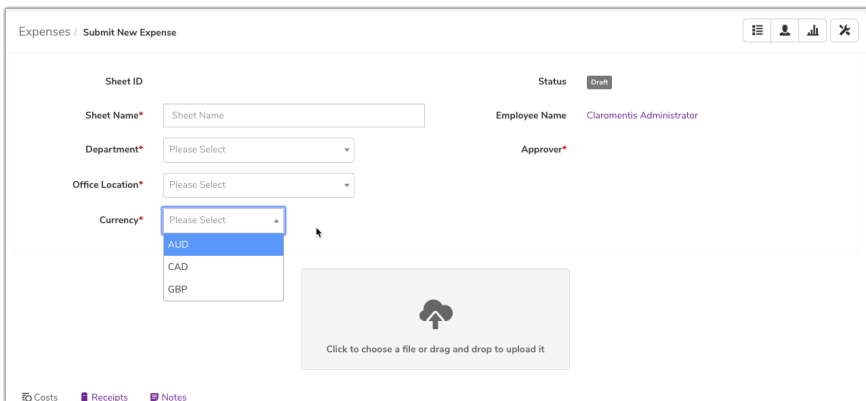 Expenses / Submit New Expense
Sheet ID
Status Draft
Sheet Name* Sheet Name
Employee Name Claromentis Administrator
Department* Please Select
Approver*
Office Location* Please Select
Currency* Please Select
AUD
CAD
GBP
Click to choose a file or drag and drop to upload it
Costs Receipts Notes